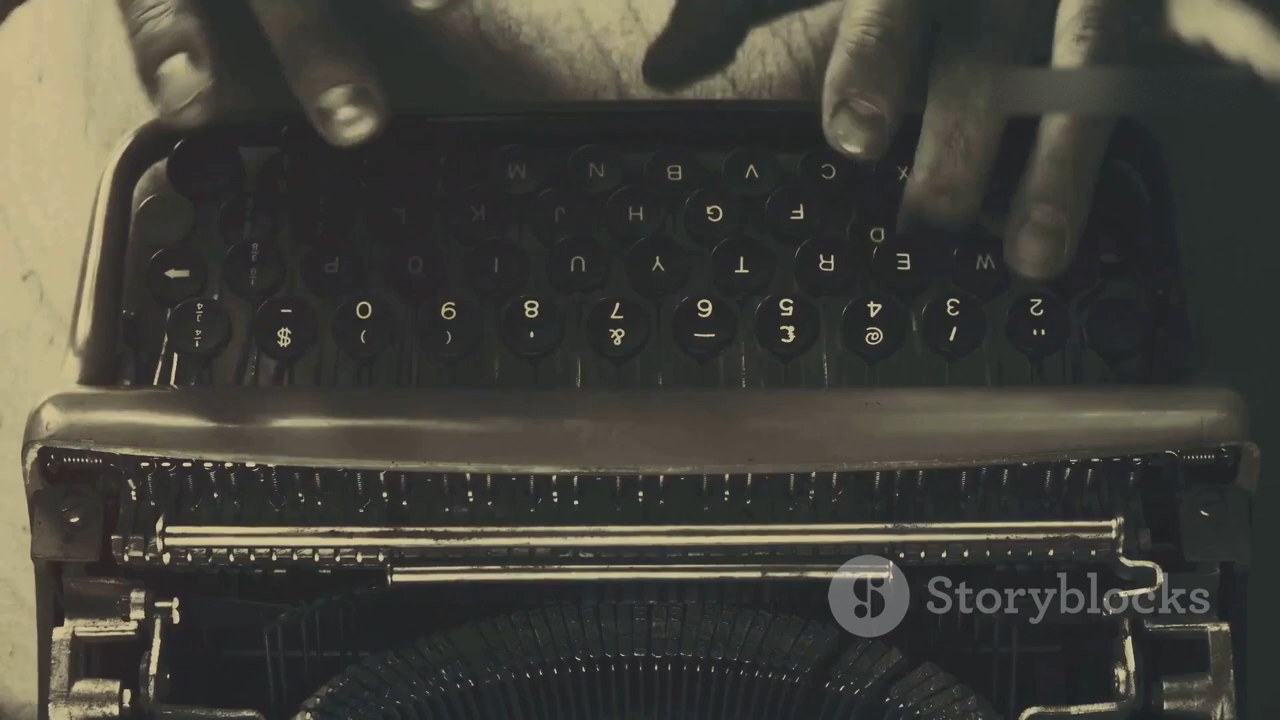 " / @ £ _ & ' ( ) $
2 3 4 5 6 7 8 9 0 -
W E R T Y U I O P
D F G H J K L
X C V B N M
Storyblocks